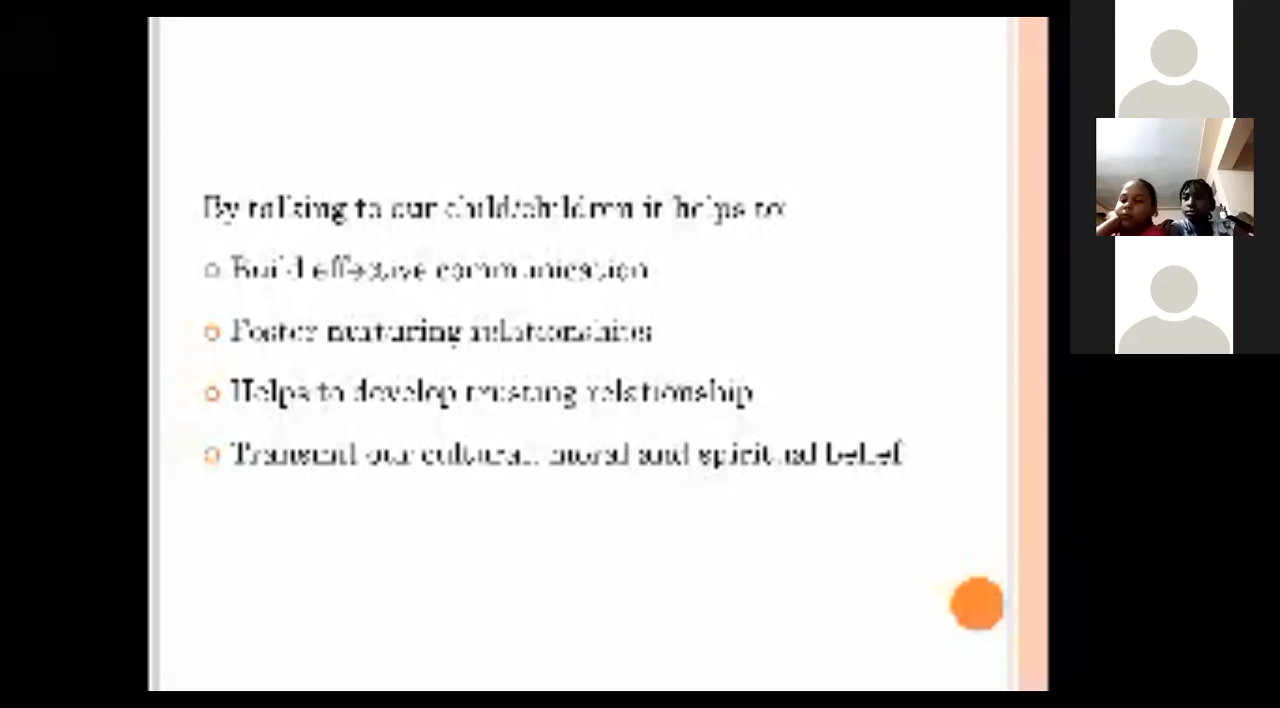 By talking to our child/children it helps to:
Build effective communication
Foster nurturing relationships
Helps to develop trusting relationship
Transmit our cultural, moral and spiritual belief